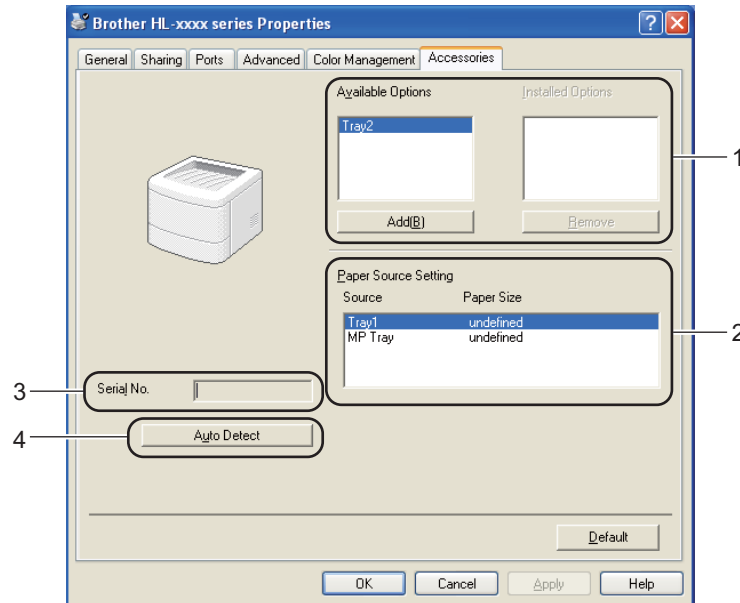 Brother HL-xxxx series Properties
General Sharing Ports Advanced Color Management Accessories
Available Options Installed Options
Tray2
1
Add(B) Remove
Paper Source Setting
Source Paper Size
Tray1 undefined
MP Tray undefined
2
3 Serial No.
4 Auto Detect
Default
OK Cancel Apply Help